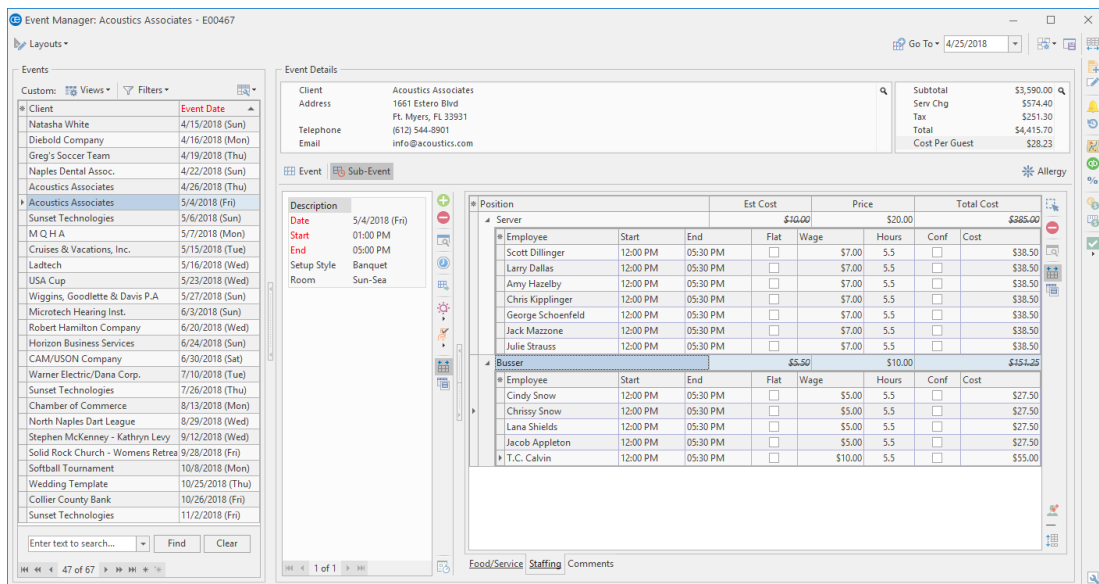 Event Manager: Acoustics Associates - E00467
Layouts
Go To 4/25/2018
Events
Custom: Views Filters
Client Event Date
Natasha White 4/15/2018 (Sun)
Diebold Company 4/16/2018 (Mon)
Greg's Soccer Team 4/19/2018 (Thu)
Naples Dental Assoc. 4/22/2018 (Sun)
Acoustics Associates 4/26/2018 (Thu)
Acoustics Associates 5/4/2018 (Fri)
Sunset Technologies 5/6/2018 (Sun)
M Q H A 5/7/2018 (Mon)
Cruises & Vacations, Inc. 5/15/2018 (Tue)
Ladtech 5/16/2018 (Wed)
USA Cup 5/23/2018 (Wed)
Wiggins, Goodlette & Davis P.A 5/27/2018 (Sun)
Microtech Hearing Inst. 6/3/2018 (Sun)
Robert Hamilton Company 6/20/2018 (Wed)
Horizon Business Services 6/24/2018 (Sun)
CAM/USON Company 6/30/2018 (Sat)
Warner Electric/Dana Corp. 7/10/2018 (Tue)
Sunset Technologies 7/26/2018 (Thu)
Chamber of Commerce 8/13/2018 (Mon)
North Naples Dart League 8/29/2018 (Wed)
Stephen McKenney - Kathryn Levy 9/12/2018 (Wed)
Solid Rock Church - Womens Retrea 9/28/2018 (Fri)
Softball Tournament 10/8/2018 (Mon)
Wedding Template 10/25/2018 (Thu)
Collier County Bank 10/26/2018 (Fri)
Sunset Technologies 11/2/2018 (Fri)
Enter text to search... Find Clear
47 of 67
Event Details
Client Acoustics Associates
Address 1661 Estero Blvd
Ft. Myers, FL 33931
Telephone (612) 544-8901
Email info@acoustics.com
Subtotal $3,590.00
Serv Chg $574.40
Tax $251.30
Total $4,415.70
Cost Per Guest $28.23
Event Sub-Event
Allergy
Description
Date 5/4/2018 (Fri)
Start 01:00 PM
End 05:00 PM
Setup Style Banquet
Room Sun-Sea
1 of 1
Position Est Cost Price Total Cost
Server $10.00 $20.00 $385.00
Employee Start End Flat Wage Hours Conf Cost
Scott Dillinger 12:00 PM 05:30 PM $7.00 5.5 $38.50
Larry Dallas 12:00 PM 05:30 PM $7.00 5.5 $38.50
Amy Hazelby 12:00 PM 05:30 PM $7.00 5.5 $38.50
Chris Kipplinger 12:00 PM 05:30 PM $7.00 5.5 $38.50
George Schoenfeld 12:00 PM 05:30 PM $7.00 5.5 $38.50
Jack Mazzone 12:00 PM 05:30 PM $7.00 5.5 $38.50
Julie Strauss 12:00 PM 05:30 PM $7.00 5.5 $38.50
Busser $5.50 $10.00 $151.25
Employee Start End Flat Wage Hours Conf Cost
Cindy Snow 12:00 PM 05:30 PM $5.00 5.5 $27.50
Chrissy Snow 12:00 PM 05:30 PM $5.00 5.5 $27.50
Lana Shields 12:00 PM 05:30 PM $5.00 5.5 $27.50
Jacob Appleton 12:00 PM 05:30 PM $5.00 5.5 $27.50
T.C. Calvin 12:00 PM 05:30 PM $10.00 5.5 $55.00
Food/Service Staffing Comments